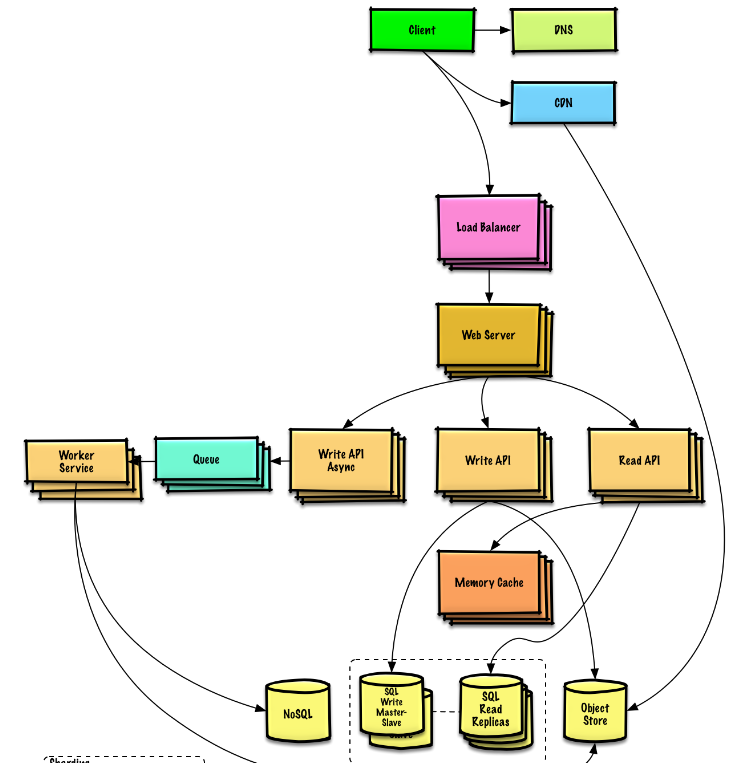 Client
DNS
CDN
Load Balancer
Web Server
Worker
Service
Queue
Write API
Async
Write API
Read API
Memory Cache
NoSQL
SQL
Write
Master-
Slave
SQL
Read
Replicas
Object
Store
Sharding